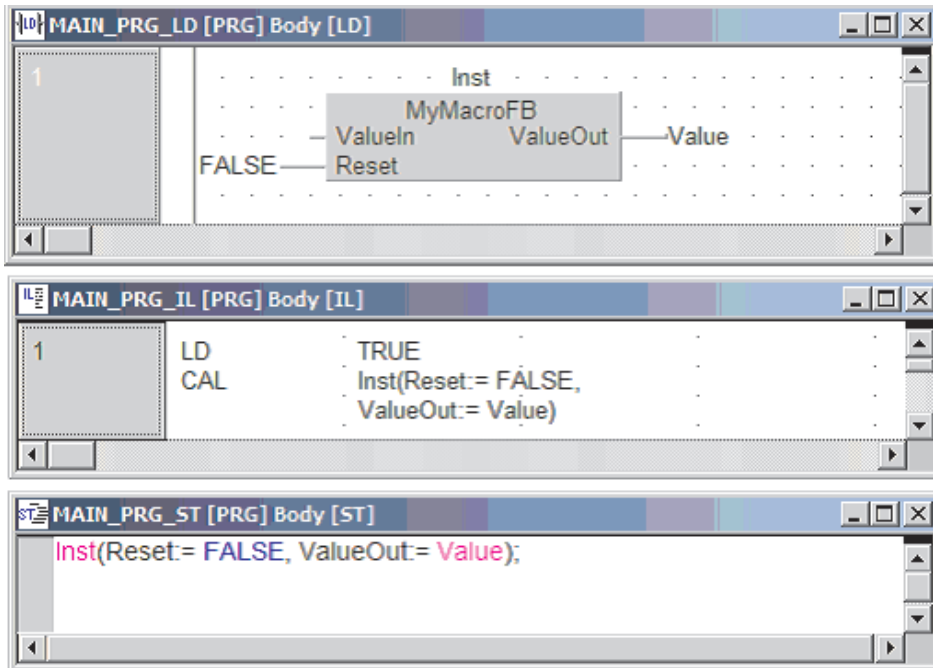 MAIN_PRG_LD [PRG] Body [LD]
1
Inst
MyMacroFB
ValueIn ValueOut Value
FALSE Reset
MAIN_PRG_IL [PRG] Body [IL]
1 LD TRUE
CAL Inst(Reset:= FALSE,
ValueOut:= Value)
MAIN_PRG_ST [PRG] Body [ST]
Inst(Reset:= FALSE, ValueOut:= Value);